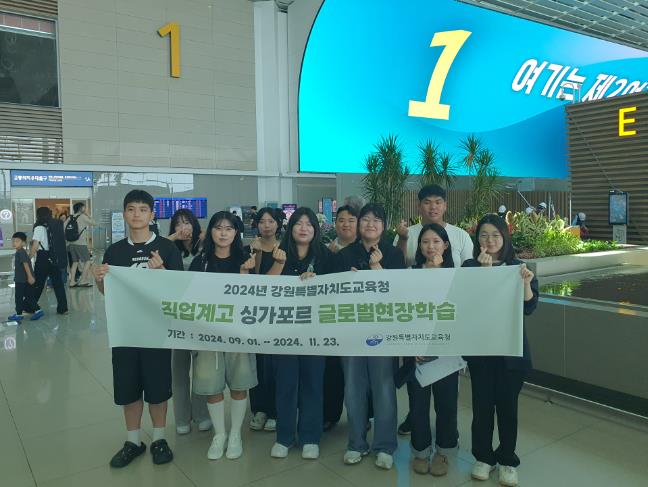 1
1
여기는 제2여
E
2024년 강원특별자치도교육청
직업계고 싱가포르 글로벌현장학습
기간 : 2024. 09. 01. ~ 2024. 11. 23.
강원특별자치도교육청